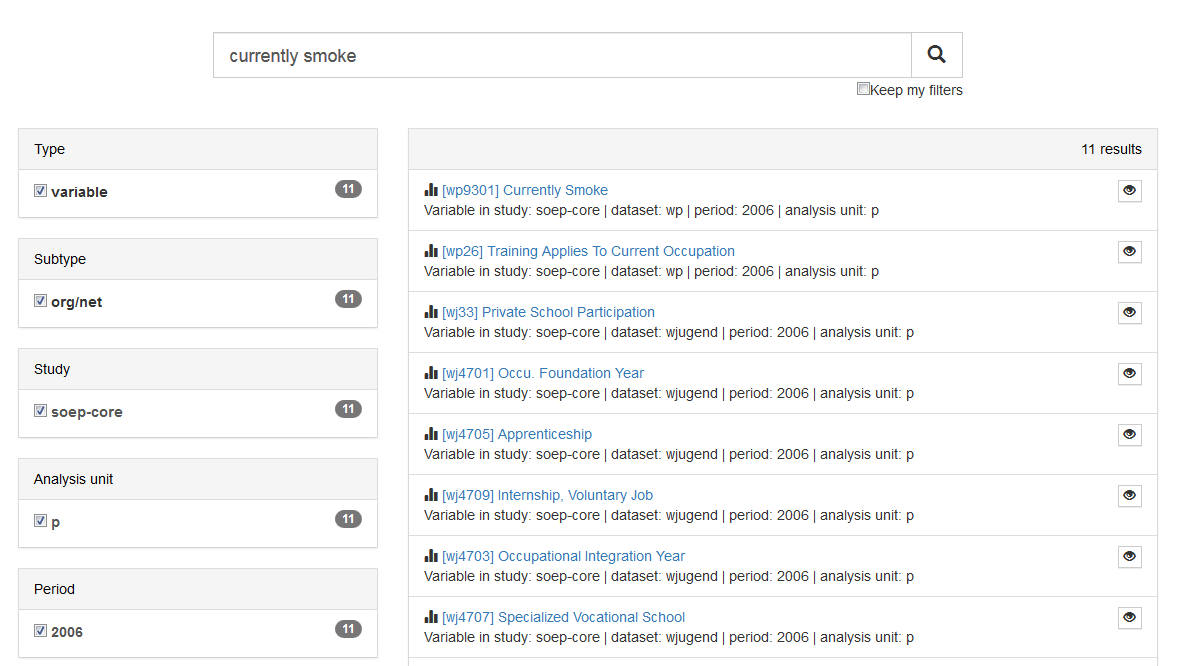 currently smoke
Keep my filters
Type
variable 11
Subtype
org/net 11
Study
soep-core 11
Analysis unit
p 11
Period
2006 11
11 results
[wp9301] Currently Smoke
Variable in study: soep-core | dataset: wp | period: 2006 | analysis unit: p
[wp26] Training Applies To Current Occupation
Variable in study: soep-core | dataset: wp | period: 2006 | analysis unit: p
[wj33] Private School Participation
Variable in study: soep-core | dataset: wjugend | period: 2006 | analysis unit: p
[wj4701] Occu. Foundation Year
Variable in study: soep-core | dataset: wjugend | period: 2006 | analysis unit: p
[wj4705] Apprenticeship
Variable in study: soep-core | dataset: wjugend | period: 2006 | analysis unit: p
[wj4709] Internship, Voluntary Job
Variable in study: soep-core | dataset: wjugend | period: 2006 | analysis unit: p
[wj4703] Occupational Integration Year
Variable in study: soep-core | dataset: wjugend | period: 2006 | analysis unit: p
[wj4707] Specialized Vocational School
Variable in study: soep-core | dataset: wjugend | period: 2006 | analysis unit: p